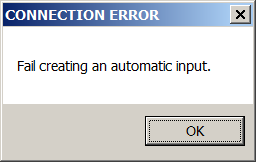 CONNECTION ERROR
Fail creating an automatic input.
OK